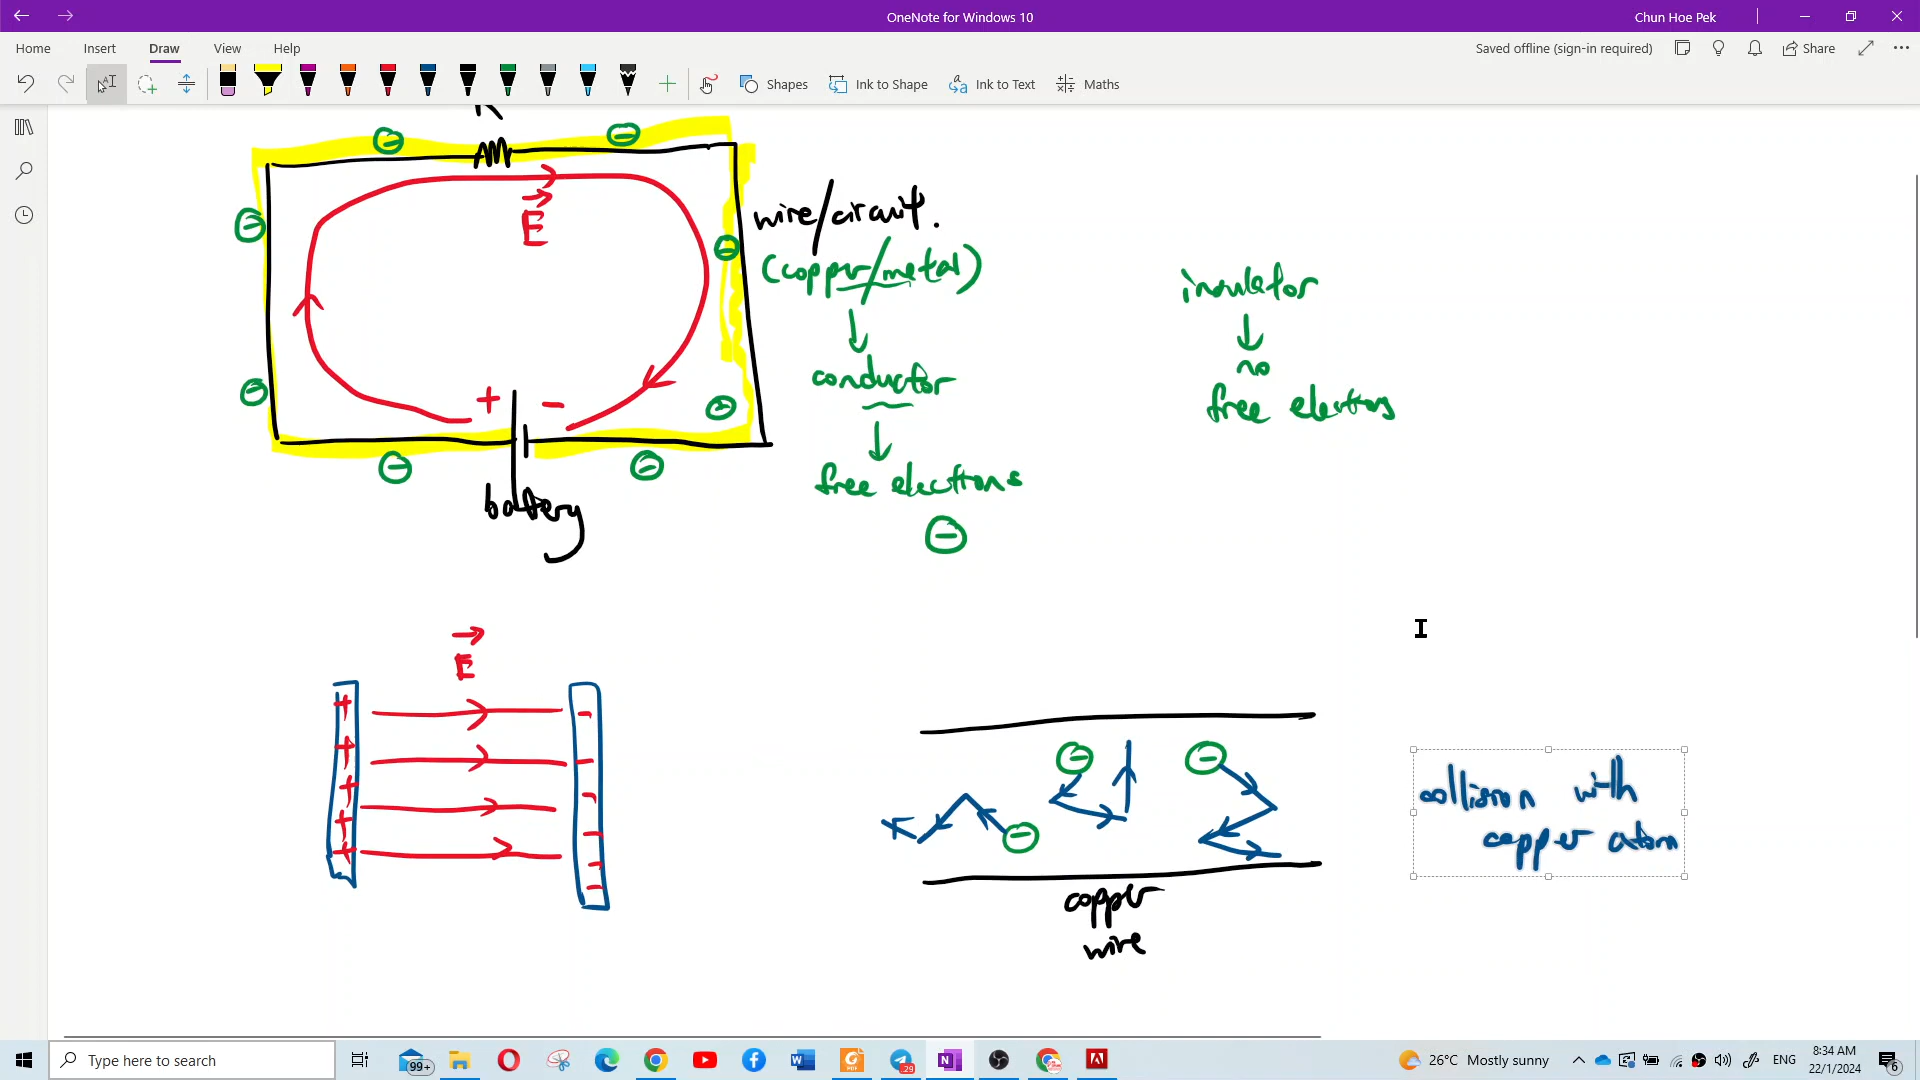 OneNote for Windows 10
Chun Hoe Pek
Home Insert Draw View Help
Saved offline (sign-in required)
Share
Shapes
Ink to Shape
Ink to Text
Maths
R
E
wire/circuit.
(copper/metal)
conductor
free electrons
insulator
no
free electrons
+ -
battery
E
collision with
copper atom
copper
wire
Type here to search
99+
29
26°C Mostly sunny
ENG
8:34 AM
22/1/2024
6